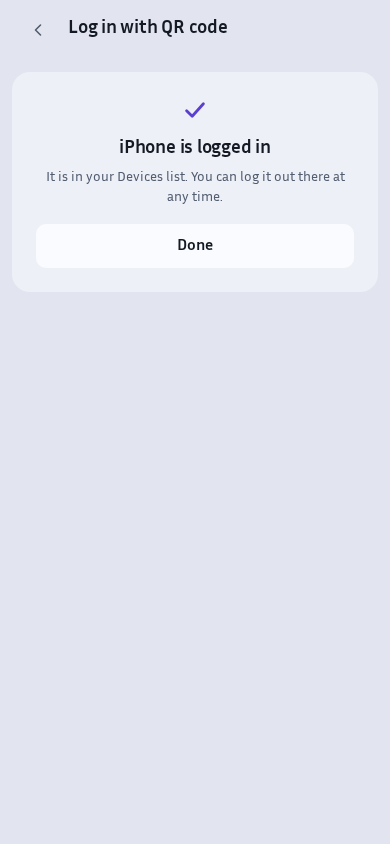 Log in with QR code
iPhone is logged in
It is in your Devices list. You can log it out there at
any time.
Done